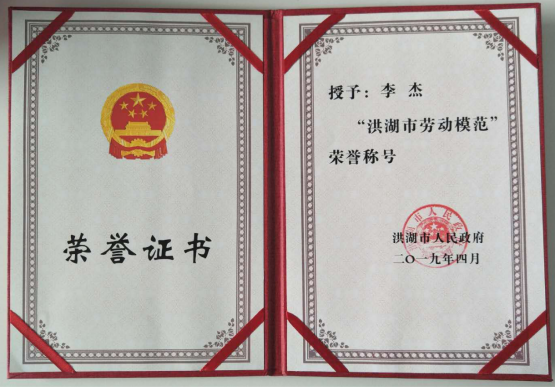 荣誉证书
授予：李杰
“洪湖市劳动模范”
荣誉称号
洪湖市人民政府
二〇一九年四月